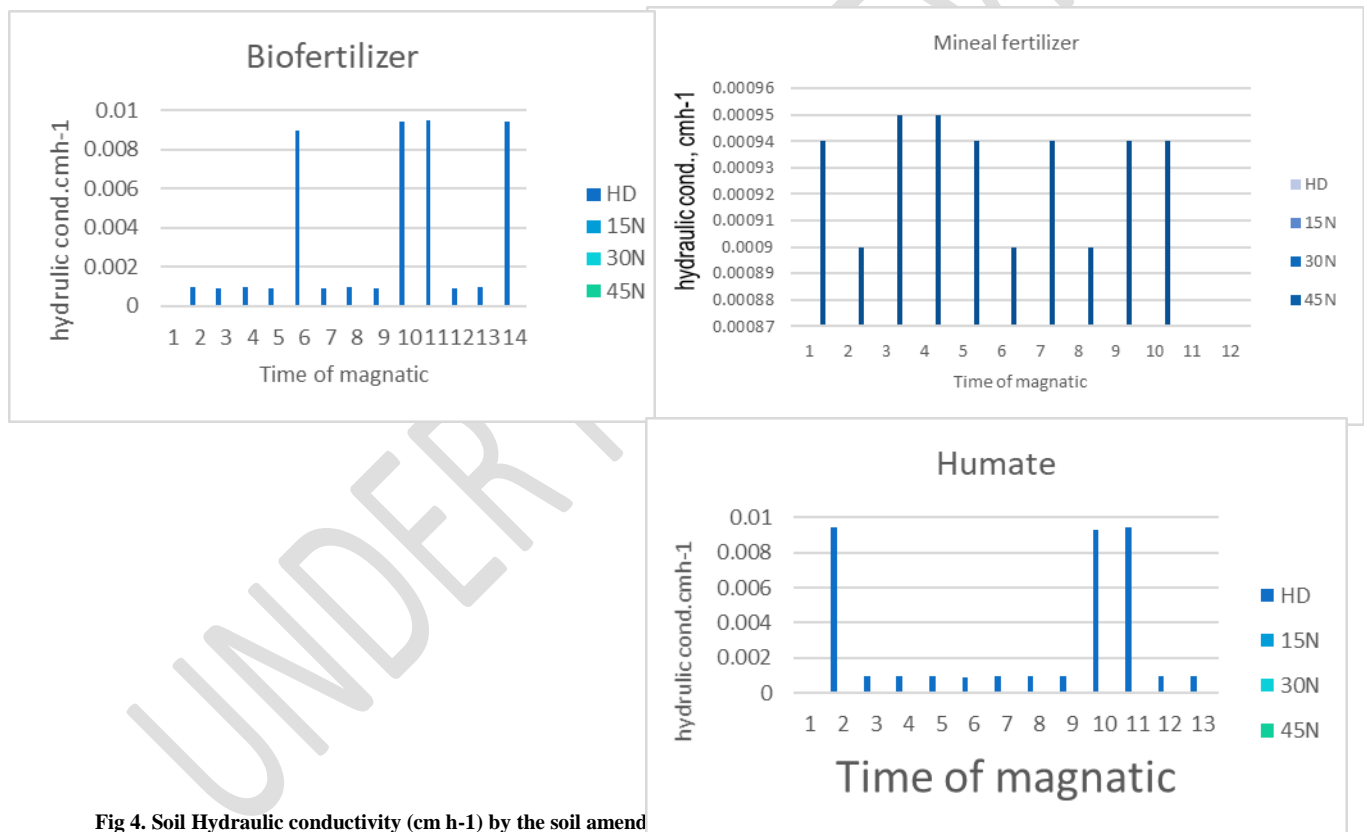 Biofertilizer
hydrulic cond.cmh-1
0.01
0.008
0.006
0.004
0.002
0
1 2 3 4 5 6 7 8 9 1011121314
Time of magnatic
HD
15N
30N
45N
Mineal fertilizer
hydraulic cond., cmh-1
0.00096
0.00095
0.00094
0.00093
0.00092
0.00091
0.0009
0.00089
0.00088
0.00087
1 2 3 4 5 6 7 8 9 10 11 12
Time of magnatic
HD
15N
30N
45N
Humate
hydrulic cond.cmh-1
0.01
0.008
0.006
0.004
0.002
0
1 2 3 4 5 6 7 8 9 10 11 12 13
Time of magnatic
HD
15N
30N
45N
UNDER
Fig 4. Soil Hydraulic conductivity (cm h-1) by the soil amend